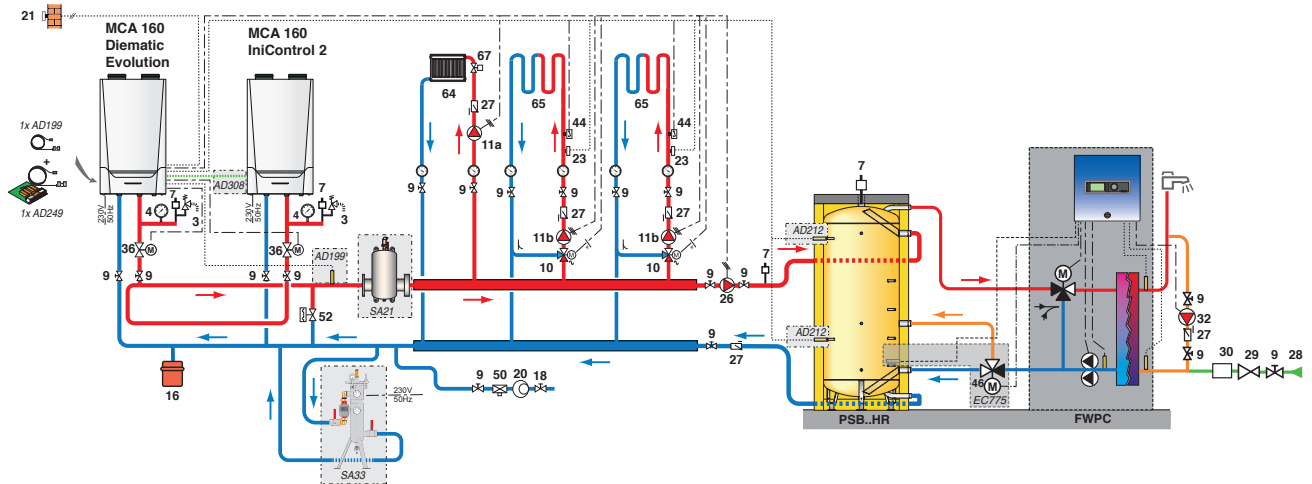 21
MCA 160
Diematic
Evolution
MCA 160
IniControl 2
1x AD199
+
1x AD249
230V
50Hz
AD308
230V
50Hz
7
4
3
7
4
3
36
M
36
M
9
9
9
9
AD199
SA21
52
16
67
64
27
11a
9
9
65
44
23
9
9
27
11b
10
M
65
44
23
9
9
27
11b
10
M
9
26
9
7
9
27
9
50
20
18
230V
50Hz
SA33
7
AD212
AD212
PSB..HR
46
M
EC775
M
FWPC
9
32
27
9
30
29
9
28